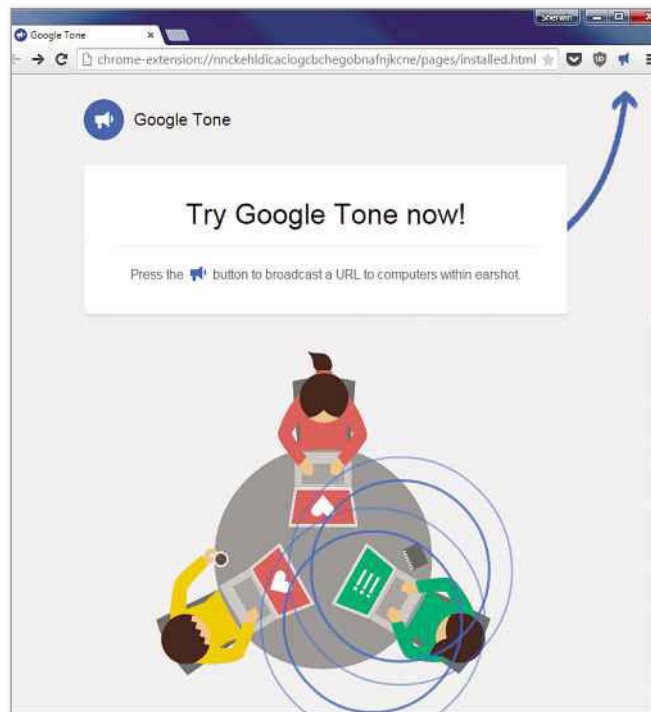 Sherwin
Google Tone
chrome-extension://nnckehldicaciogcbchegobnafnjkcne/pages/installed.html
Google Tone
Try Google Tone now!
Press the button to broadcast a URL to computers within earshot.
!!!